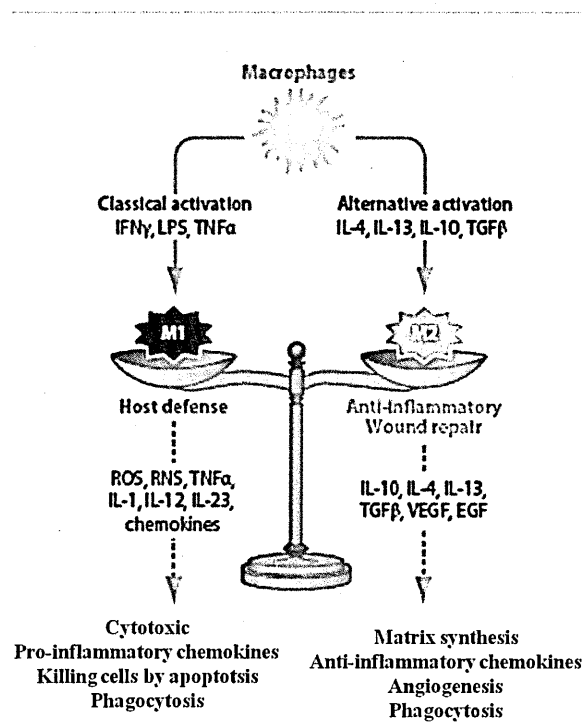 Macrophages
Classical activation
IFNγ, LPS, TNFα
Alternative activation
IL-4, IL-13, IL-10, TGFβ
M1
M2
Host defense
Anti-inflammatory
Wound repair
ROS, RNS, TNFα,
IL-1, IL-12, IL-23,
chemokines
IL-10, IL-4, IL-13,
TGFβ, VEGF, EGF
Cytotoxic
Pro-inflammatory chemokines
Killing cells by apoptotsis
Phagocytosis
Matrix synthesis
Anti-inflammatory chemokines
Angiogenesis
Phagocytosis